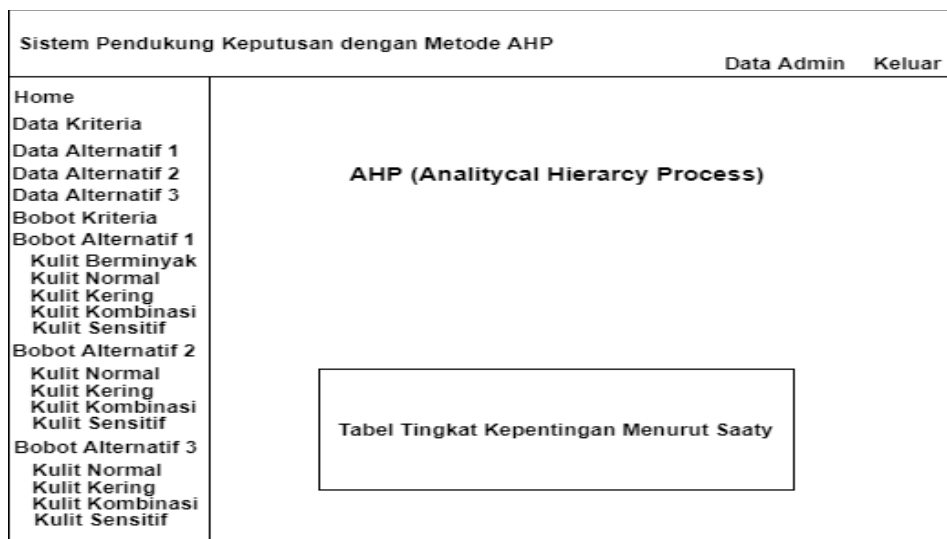 Sistem Pendukung Keputusan dengan Metode AHP
Data Admin Keluar
Home
Data Kriteria
Data Alternatif 1
Data Alternatif 2
Data Alternatif 3
Bobot Kriteria
Bobot Alternatif 1
Kulit Berminyak
Kulit Normal
Kulit Kering
Kulit Kombinasi
Kulit Sensitif
Bobot Alternatif 2
Kulit Normal
Kulit Kering
Kulit Kombinasi
Kulit Sensitif
Bobot Alternatif 3
Kulit Normal
Kulit Kering
Kulit Kombinasi
Kulit Sensitif
AHP (Analitycal Hierarcy Process)
Tabel Tingkat Kepentingan Menurut Saaty